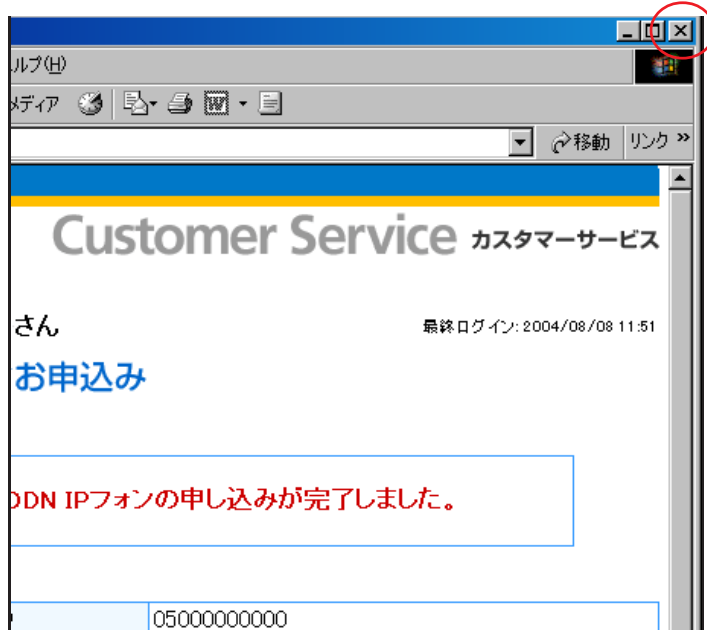 ルプ(H)
メディア
移動 リンク »
Customer Service カスタマーサービス
さん
最終ログイン: 2004/08/08 11:51
お申込み
ODN IPフォンの申し込みが完了しました。
05000000000